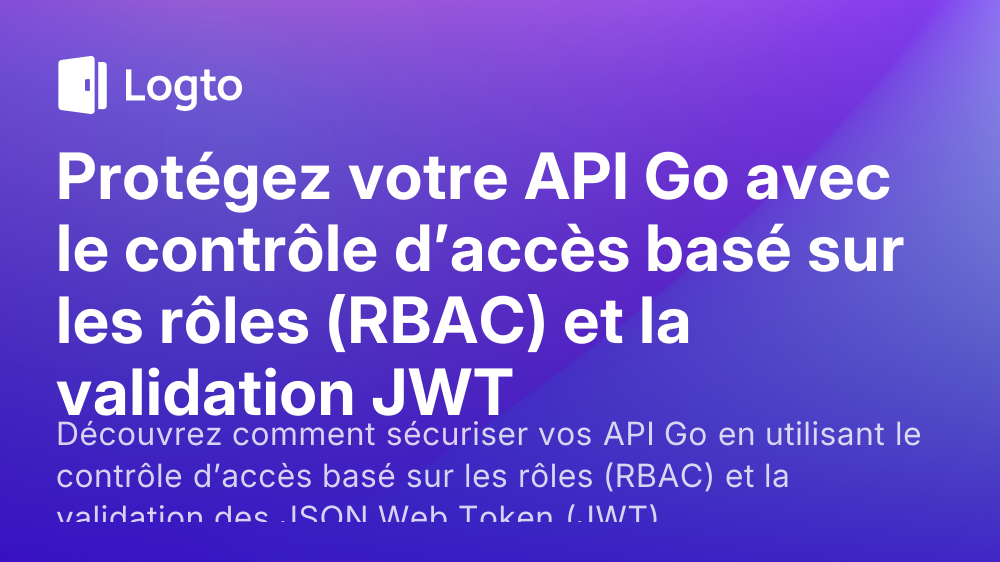 Logto
Protégez votre API Go avec
le contrôle d’accès basé sur
les rôles (RBAC) et la
validation JWT
Découvrez comment sécuriser vos API Go en utilisant le
contrôle d’accès basé sur les rôles (RBAC) et la
validation des JSON Web Token (JWT)